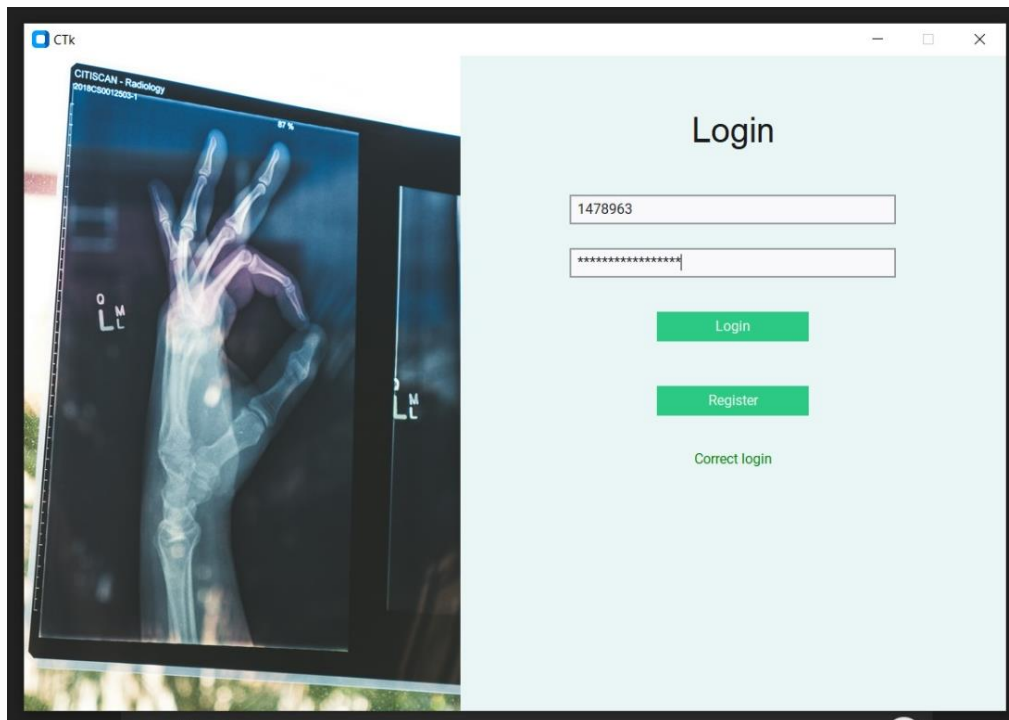 CTk
CITISCAN - Radiology
2018CS0012503-1
87 %
O
L M
L
O
L M
L
Login
1478963
*****************
Login
Register
Correct login